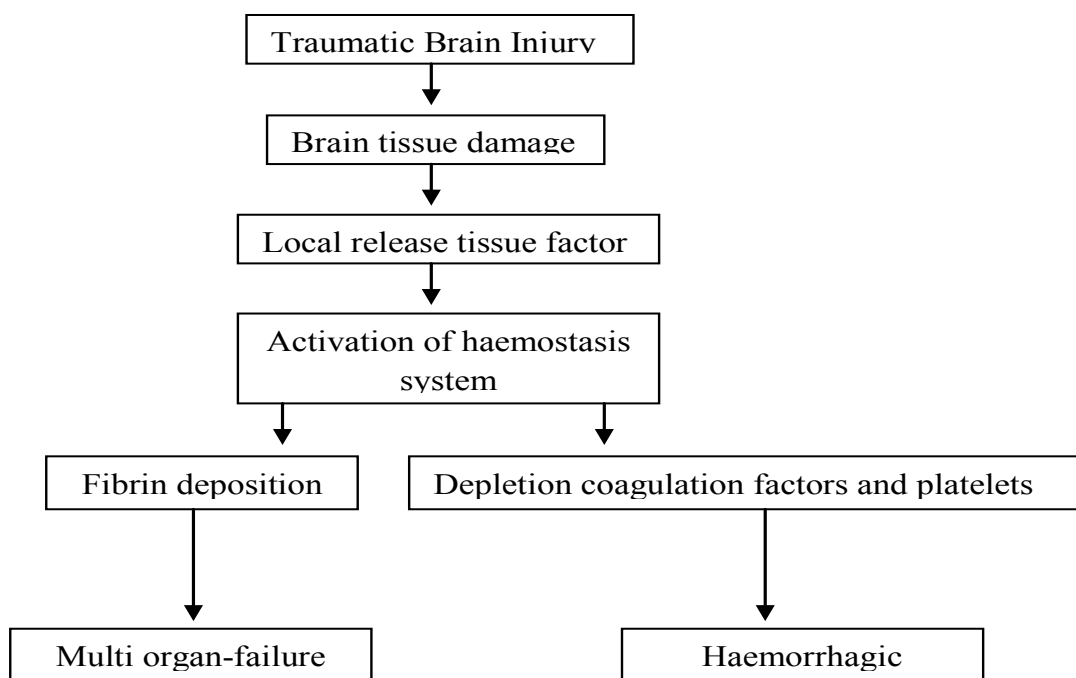 Traumatic Brain Injury
Brain tissue damage
Local release tissue factor
Activation of haemostasis
system
Fibrin deposition
Depletion coagulation factors and platelets
Multi organ-failure
Haemorrhagic